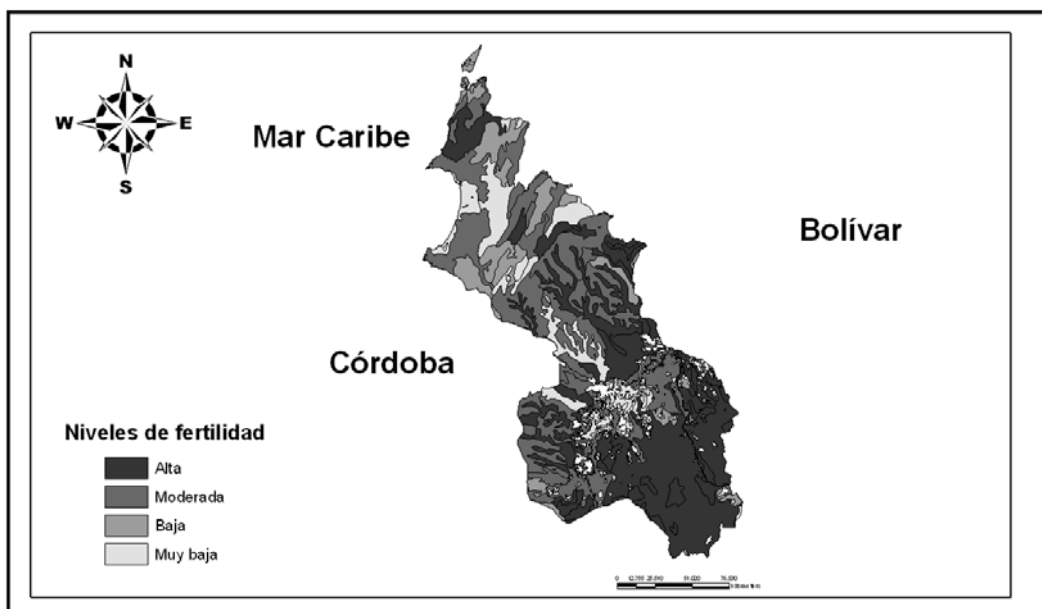 N
W E
S
Mar Caribe
Bolívar
Córdoba
Niveles de fertilidad
Alta
Moderada
Baja
Muy baja